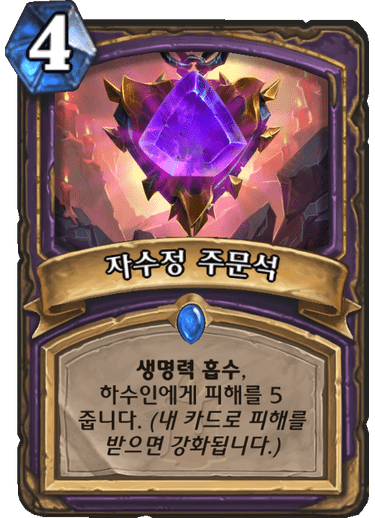 4
자수정 주문석
생명력 흡수,
하수인에게 피해를 5
줍니다. (내 카드로 피해를
받으면 강화됩니다.)